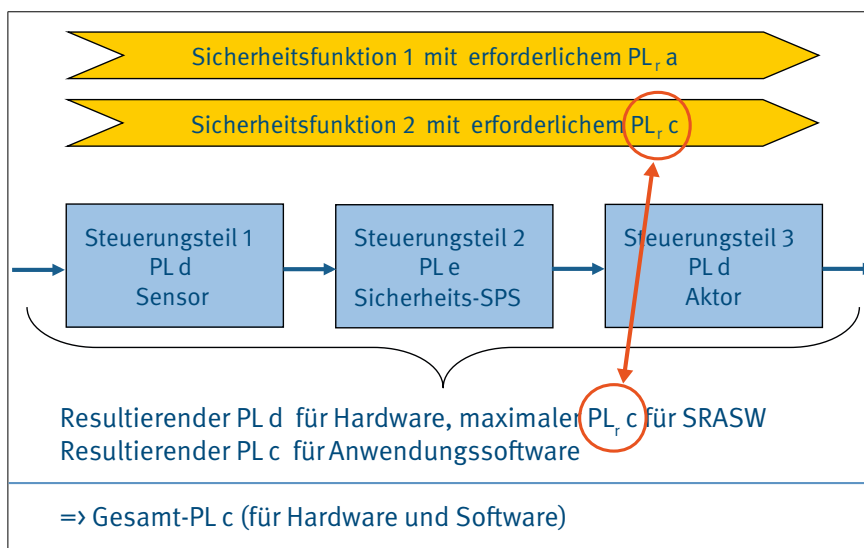 Sicherheitsfunktion 1 mit erforderlichem PLr a
Sicherheitsfunktion 2 mit erforderlichem PLr c
Steuerungsteil 1
PL d
Sensor
Steuerungsteil 2
PL e
Sicherheits-SPS
Steuerungsteil 3
PL d
Aktor
Resultierender PL d für Hardware, maximaler PLr c für SRASW
Resultierender PL c für Anwendungssoftware
=> Gesamt-PL c (für Hardware und Software)